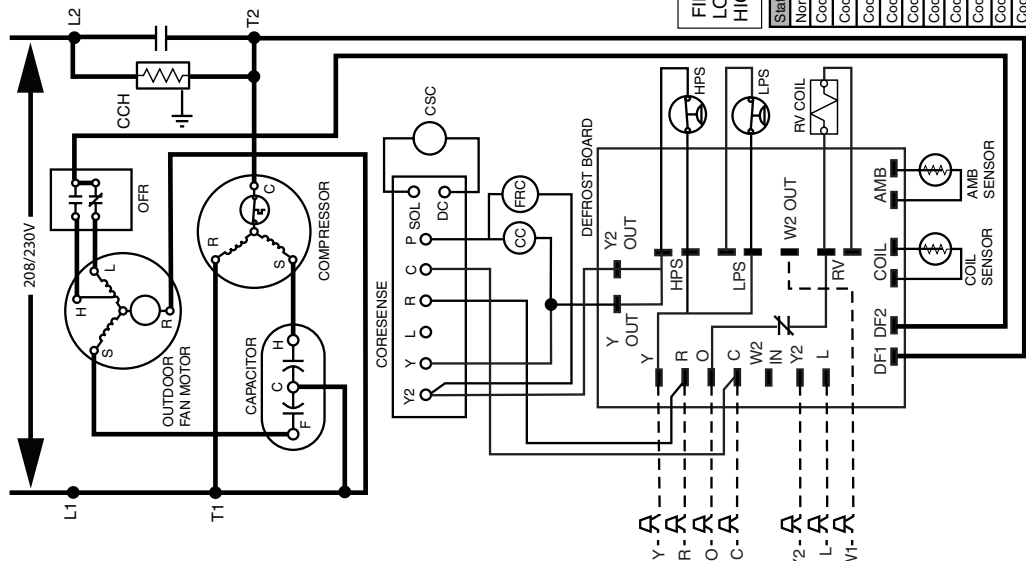 208/230V
L1
L2
T1
T2
CCH
OFR
H
L
S
R
OUTDOOR
FAN MOTOR
R
C
S
COMPRESSOR
CAPACITOR
H
C
F
CSC
CORESENSE
SOL
DC
P
C
R
L
Y
Y2
FRC
CC
DEFROST BOARD
Y2
OUT
Y
OUT
HPS
HPS
LPS
LPS
W2 OUT
RV COIL
RV
Y
R
O
C
W2
IN
Y2
L
DF1
DF2
COIL
AMB
COIL
SENSOR
AMB
SENSOR
Y
R
O
C
L